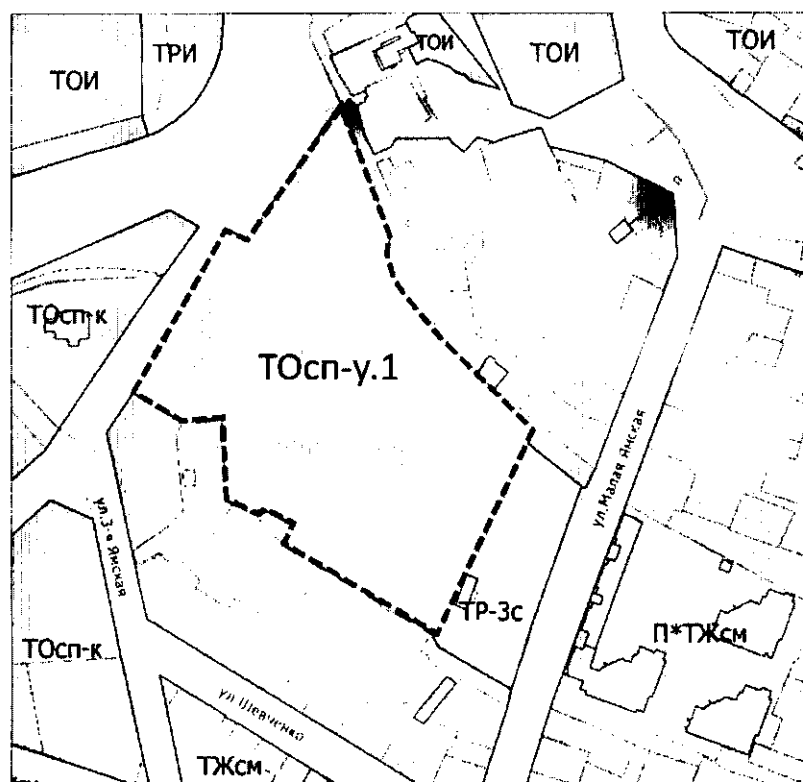 ТОИ
ТРИ
ТОИ
ТОИ
ТОИ
ТОсп-к
ТОсп-у.1
ул.Малая Ямская
ул.3-я Ямская
ТР-3с
П*ТЖсм
ТОсп-к
ул Шевченко
ТЖсм